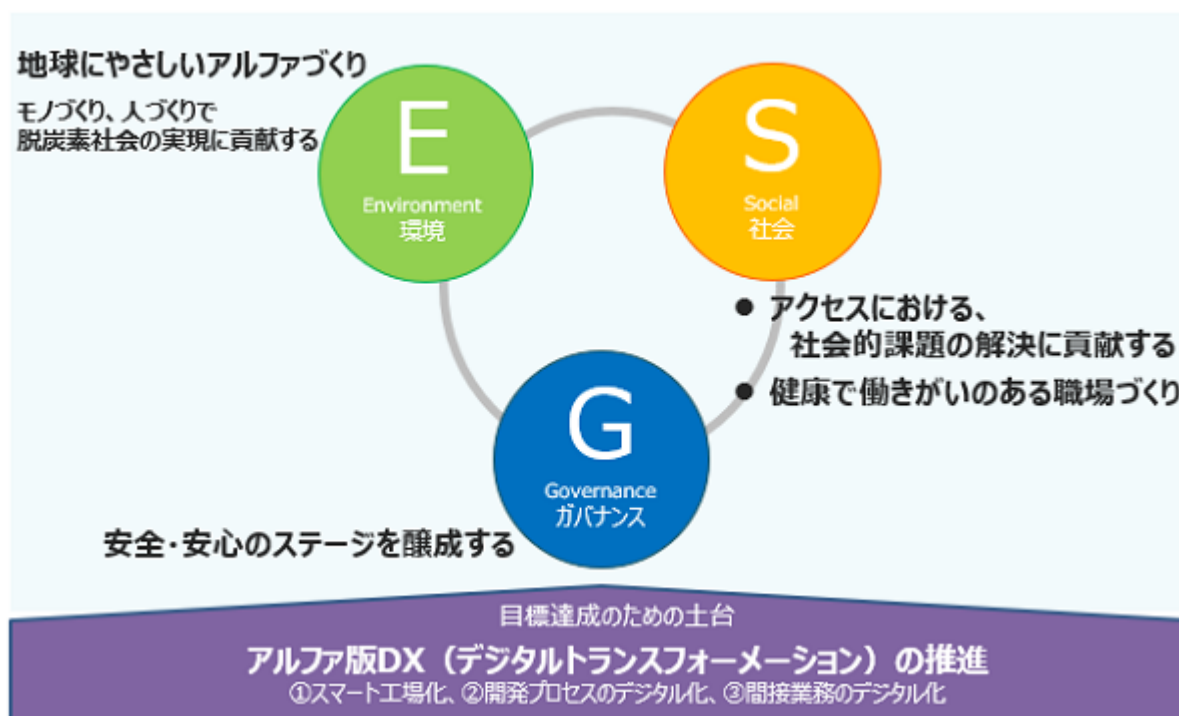 地球にやさしいアルファづくり
モノづくり、人づくりで
脱炭素社会の実現に貢献する
E
Environment
環境
S
Social
社会
● アクセスにおける、
社会的課題の解決に貢献する
● 健康で働きがいのある職場づくり
G
Governance
ガバナンス
安全・安心のステージを醸成する
目標達成のための土台
アルファ版DX（デジタルトランスフォーメーション）の推進
①スマート工場化、②開発プロセスのデジタル化、③間接業務のデジタル化